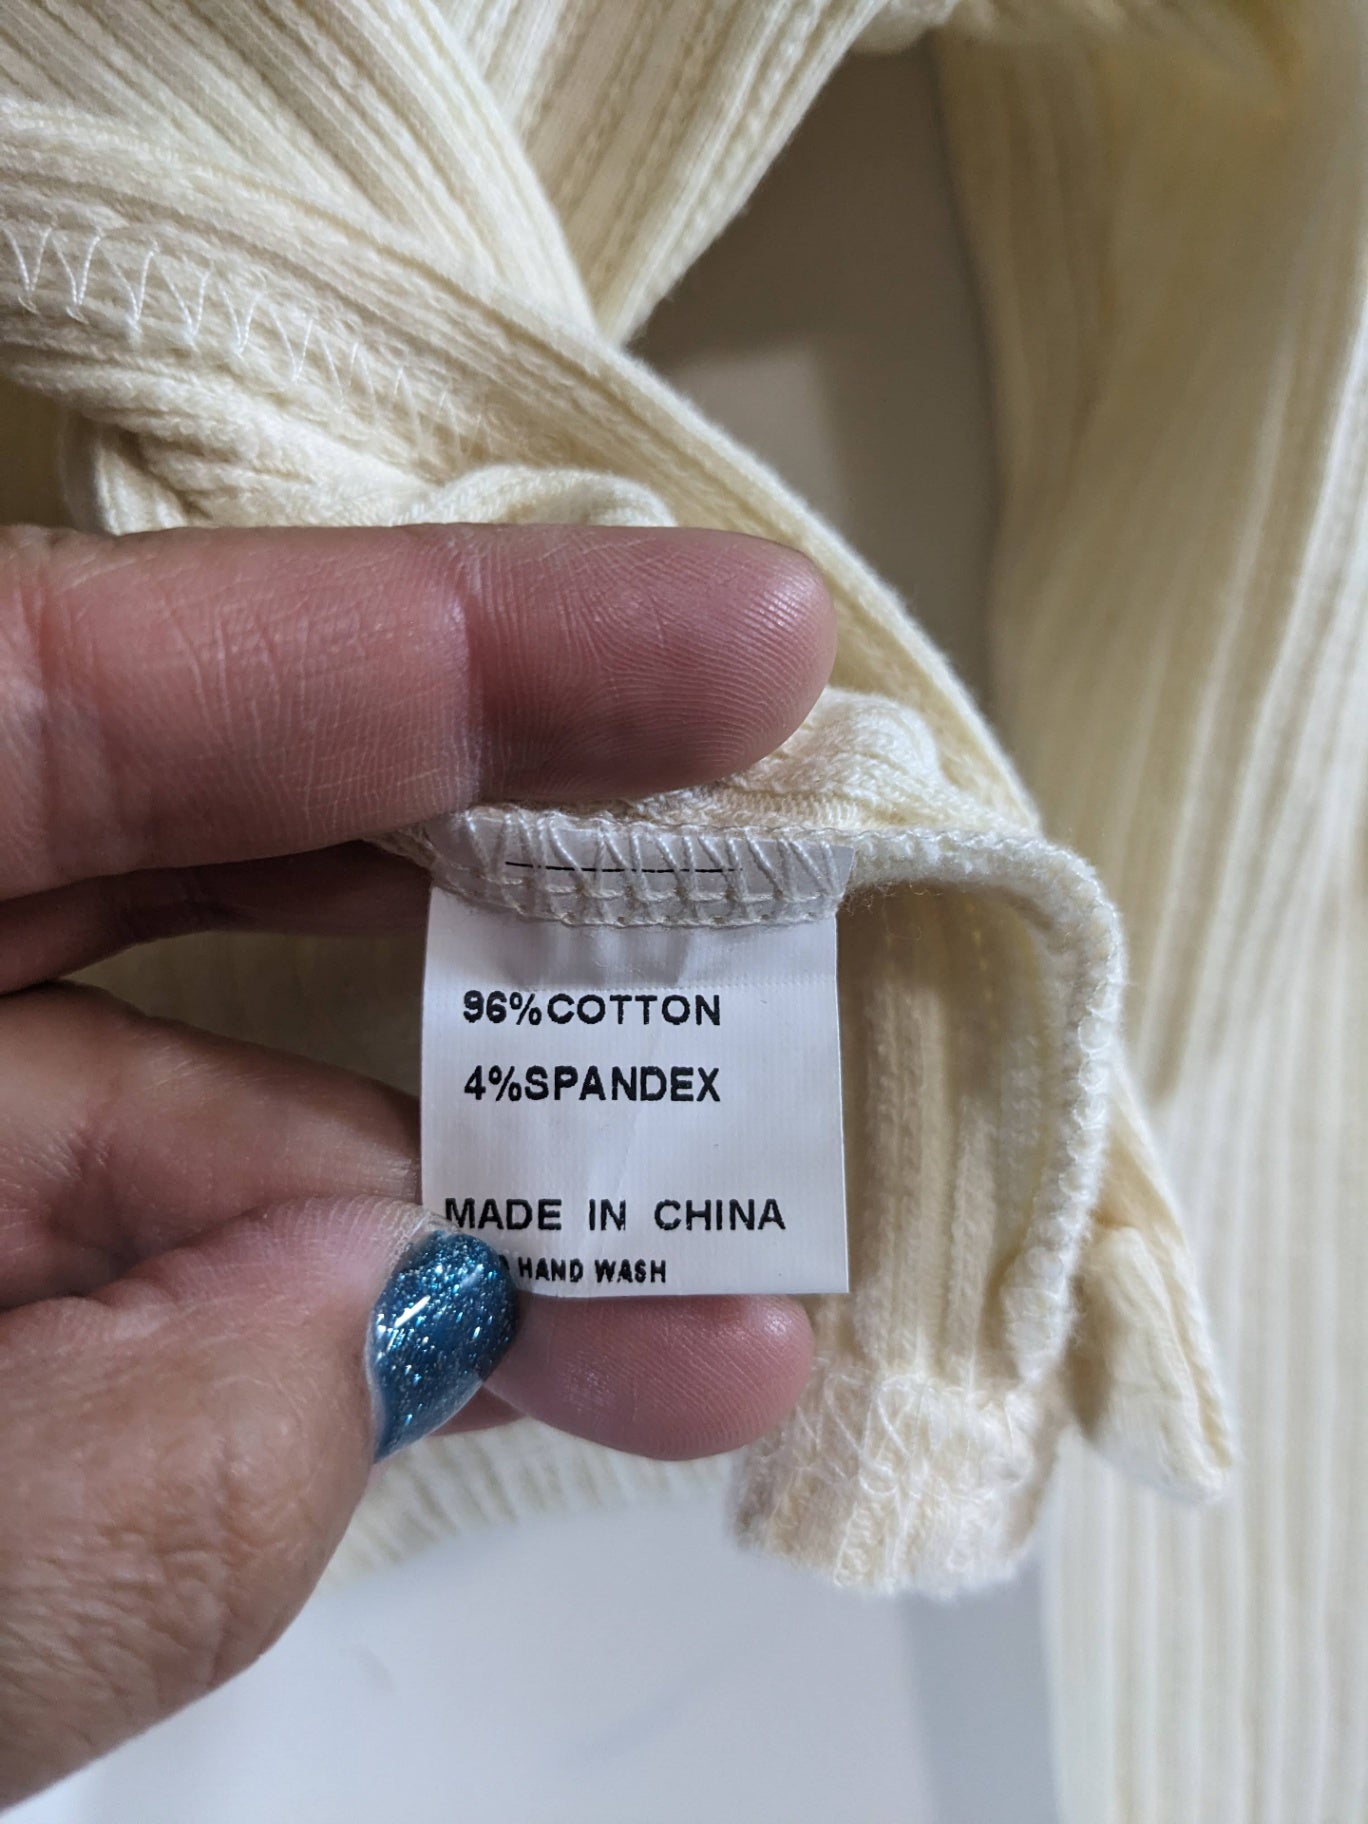 96%COTTON
4%SPANDEX
MADE IN CHINA
HAND WASH